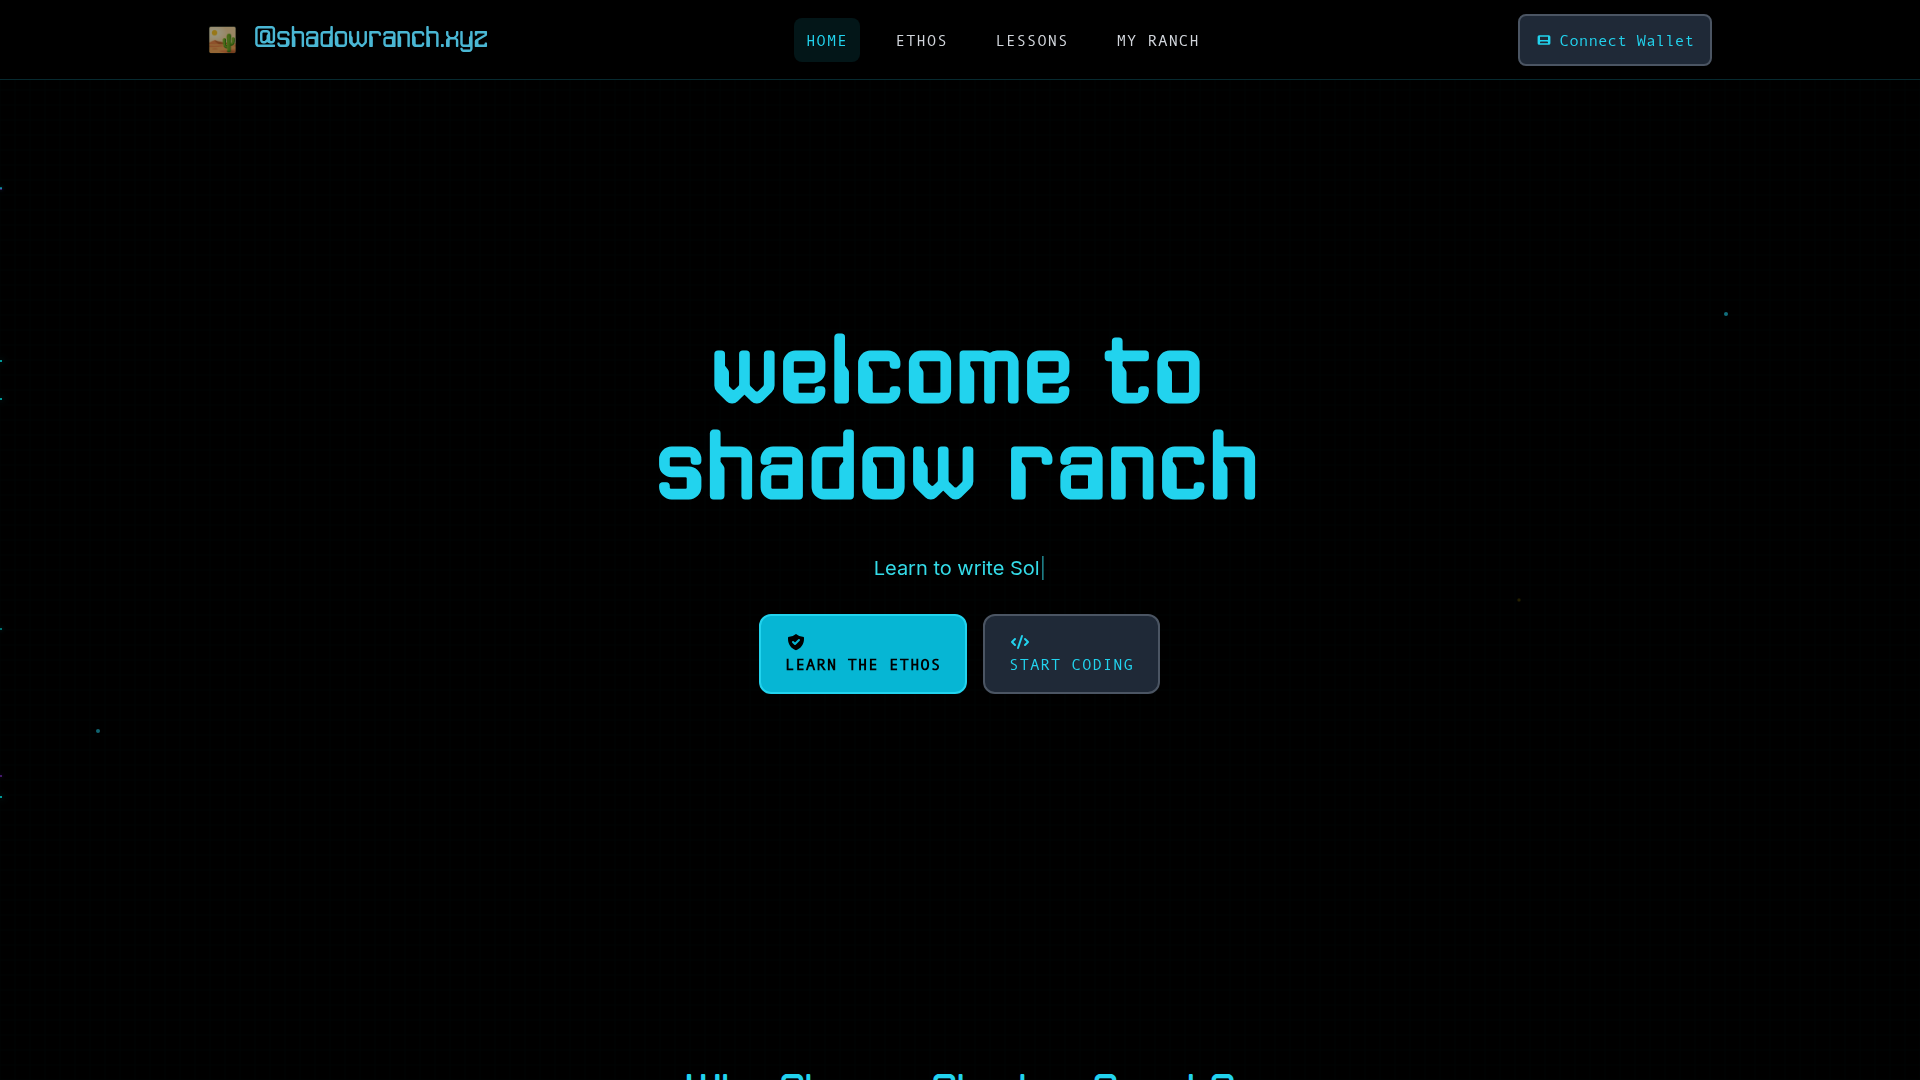 @shadowranch.xyz
HOME
ETHOS
LESSONS
MY RANCH
Connect Wallet
welcome to
shadow ranch
Learn to write Sol
LEARN THE ETHOS
START CODING